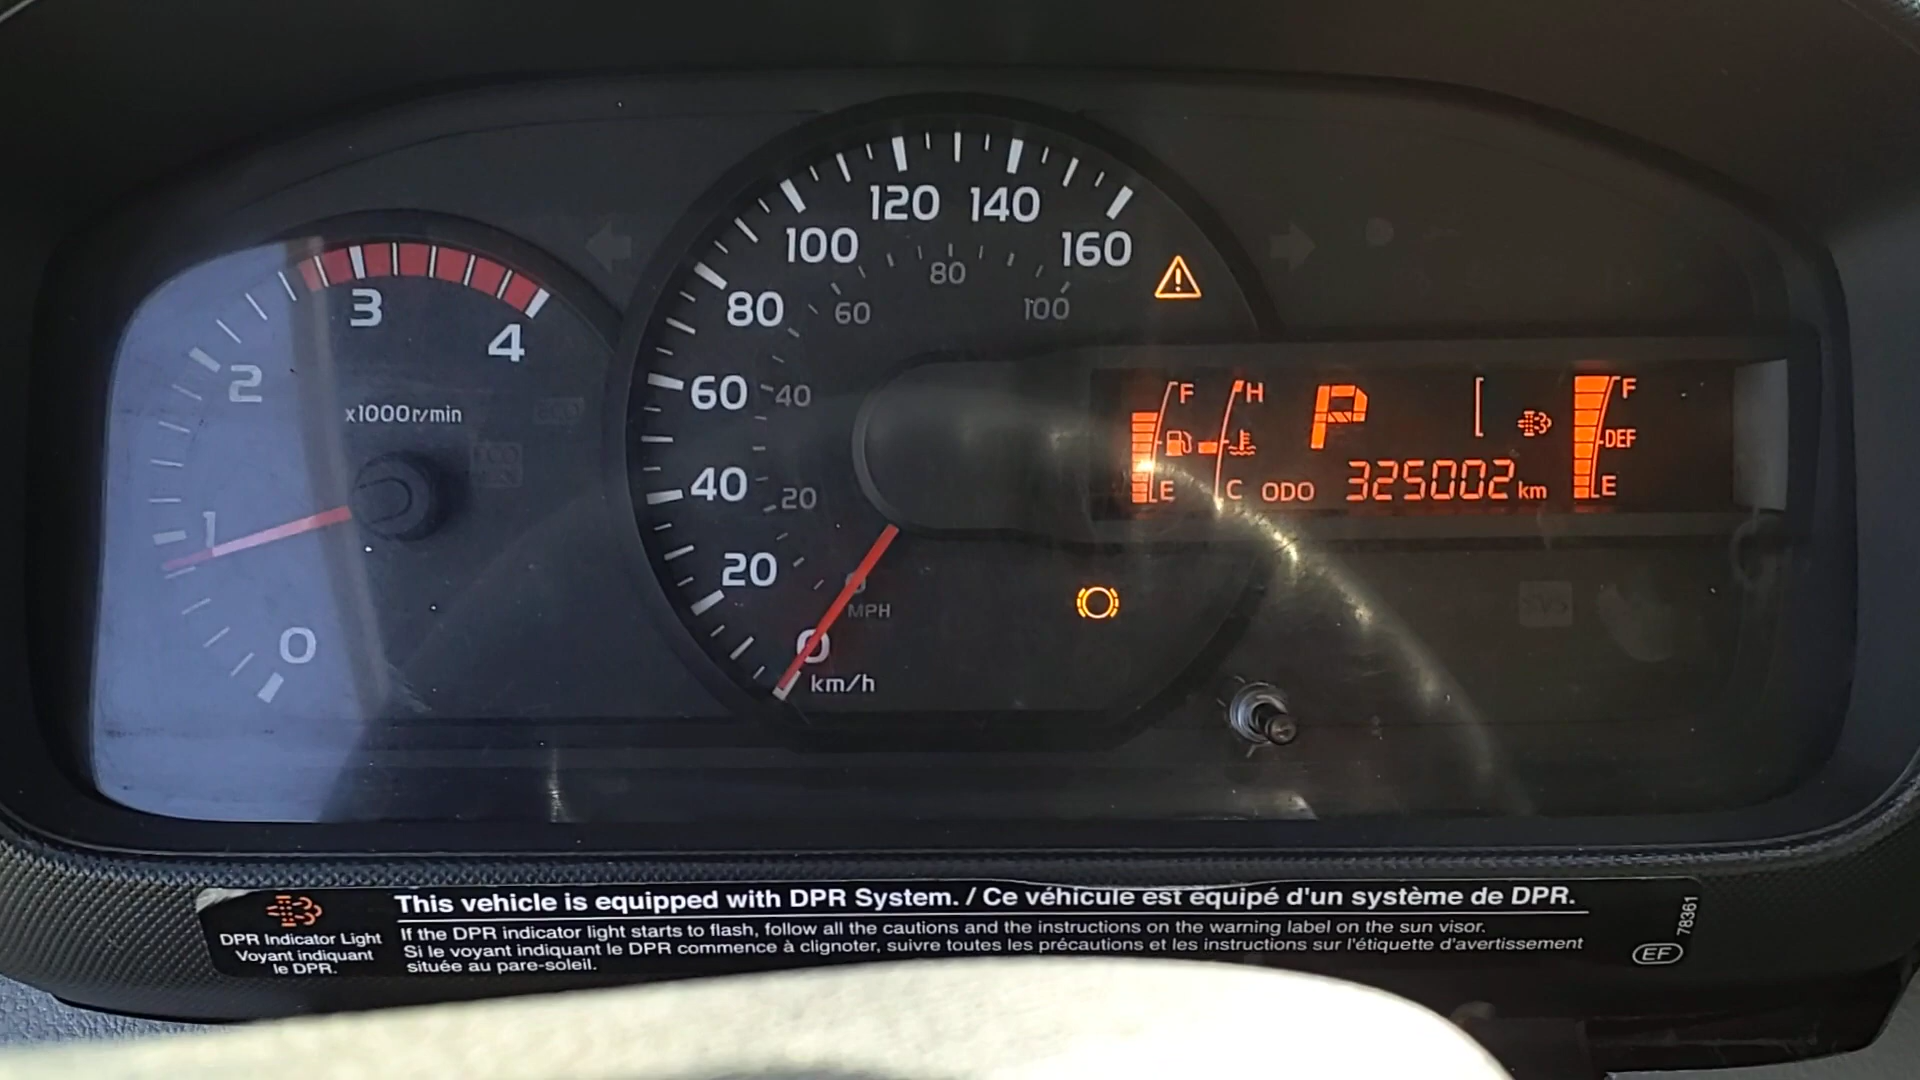 120 140
100 160
80
60 80 100
3
4
2
x1000r/min
ECO
60 40
F H P F
DEF
40 20
E C ODO 325002 km E
1
20
0
MPH
0 0
km/h
SVS
This vehicle is equipped with DPR System. / Ce véhicule est équipé d'un système de DPR.
DPR Indicator Light
Voyant indiquant
le DPR.
If the DPR indicator light starts to flash, follow all the cautions and the instructions on the warning label on the sun visor.
Si le voyant indiquant le DPR commence à clignoter, suivre toutes les précautions et les instructions sur l'étiquette d'avertissement
située au pare-soleil.
EF
78361